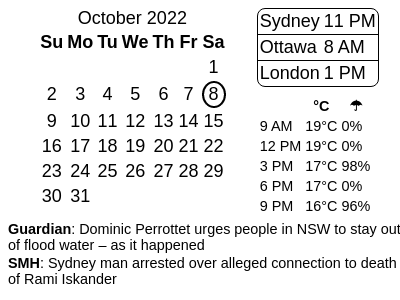 October 2022
Su Mo Tu We Th Fr Sa
1
2 3 4 5 6 7 8
9 10 11 12 13 14 15
16 17 18 19 20 21 22
23 24 25 26 27 28 29
30 31
Sydney 11 PM
Ottawa 8 AM
London 1 PM
°C ☂
9 AM 19°C 0%
12 PM 19°C 0%
3 PM 17°C 98%
6 PM 17°C 0%
9 PM 16°C 96%
Guardian: Dominic Perrottet urges people in NSW to stay out
of flood water – as it happened
SMH: Sydney man arrested over alleged connection to death
of Rami Iskander